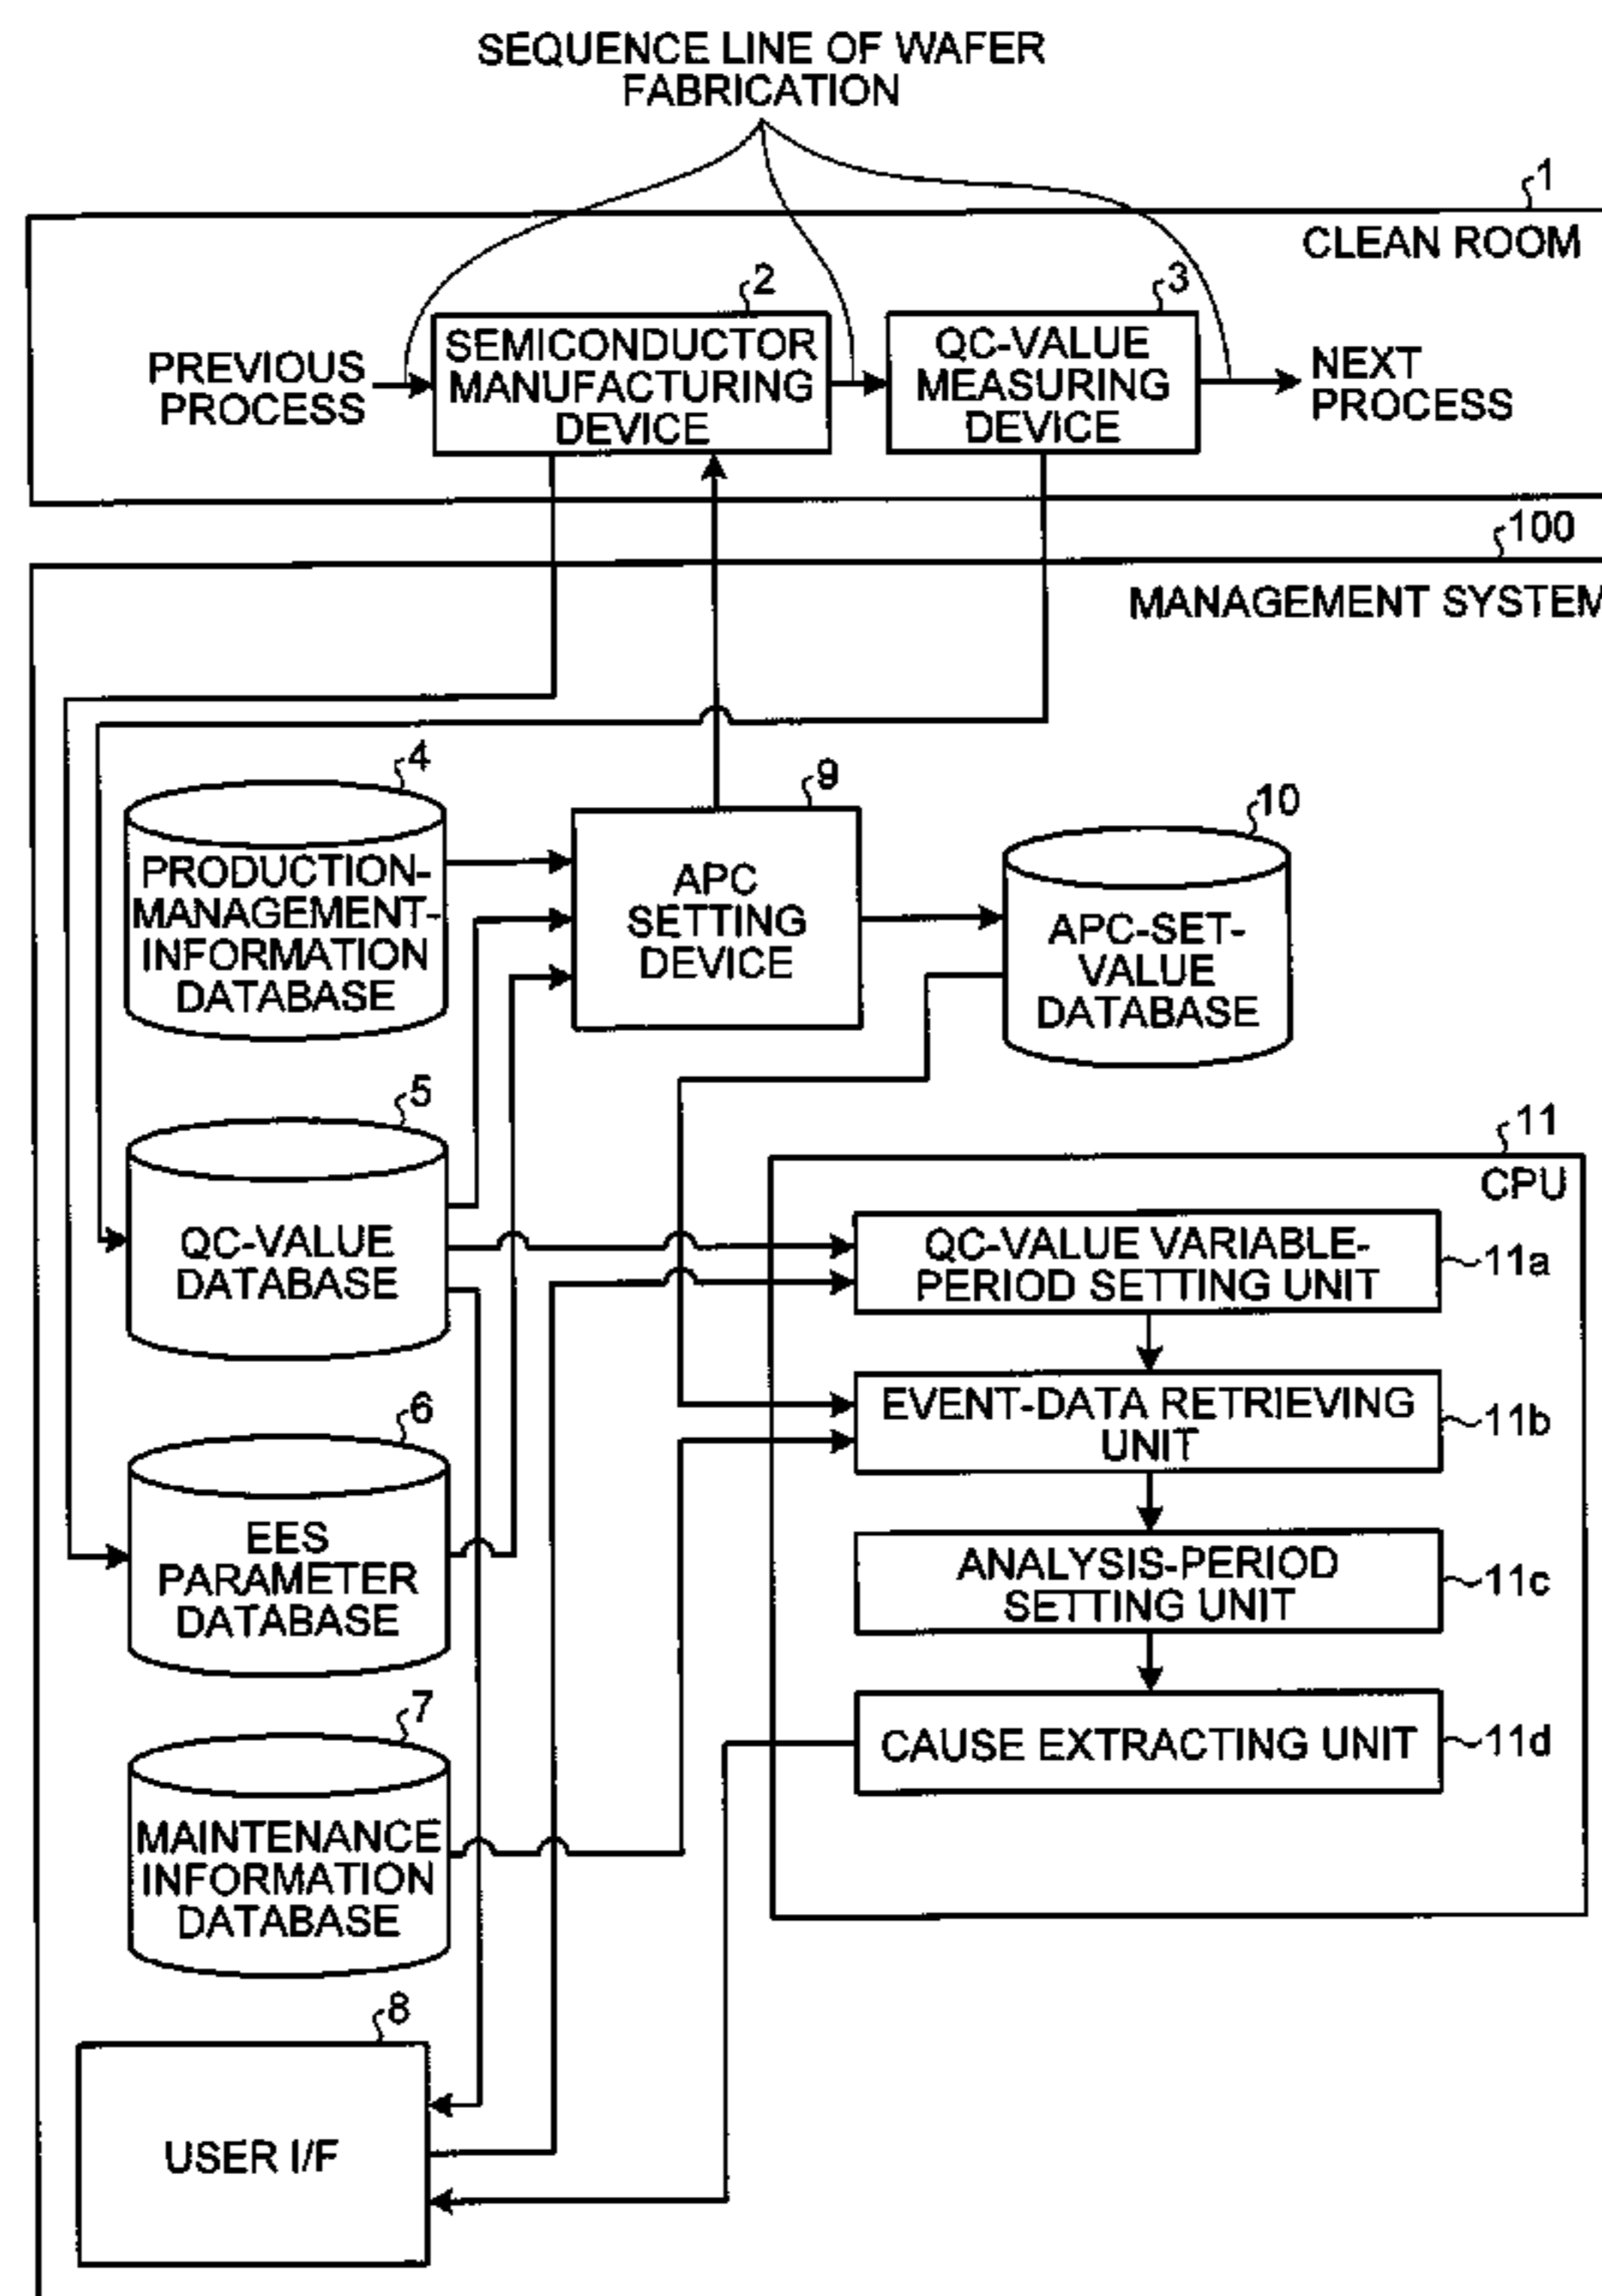 SEQUENCE LINE OF WAFER
FABRICATION
1
CLEAN ROOM
2
3
PREVIOUS
PROCESS
SEMICONDUCTOR
MANUFACTURING
DEVICE
QC-VALUE
MEASURING
DEVICE
NEXT
PROCESS
100
MANAGEMENT SYSTEM
4
PRODUCTION-
MANAGEMENT-
INFORMATION
DATABASE
9
APC
SETTING
DEVICE
10
APC-SET-
VALUE
DATABASE
5
QC-VALUE
DATABASE
11
CPU
QC-VALUE VARIABLE-
PERIOD SETTING UNIT
11a
EVENT-DATA RETRIEVING
UNIT
11b
6
EES
PARAMETER
DATABASE
ANALYSIS-PERIOD
SETTING UNIT
11c
CAUSE EXTRACTING UNIT
11d
7
MAINTENANCE
INFORMATION
DATABASE
8
USER I/F